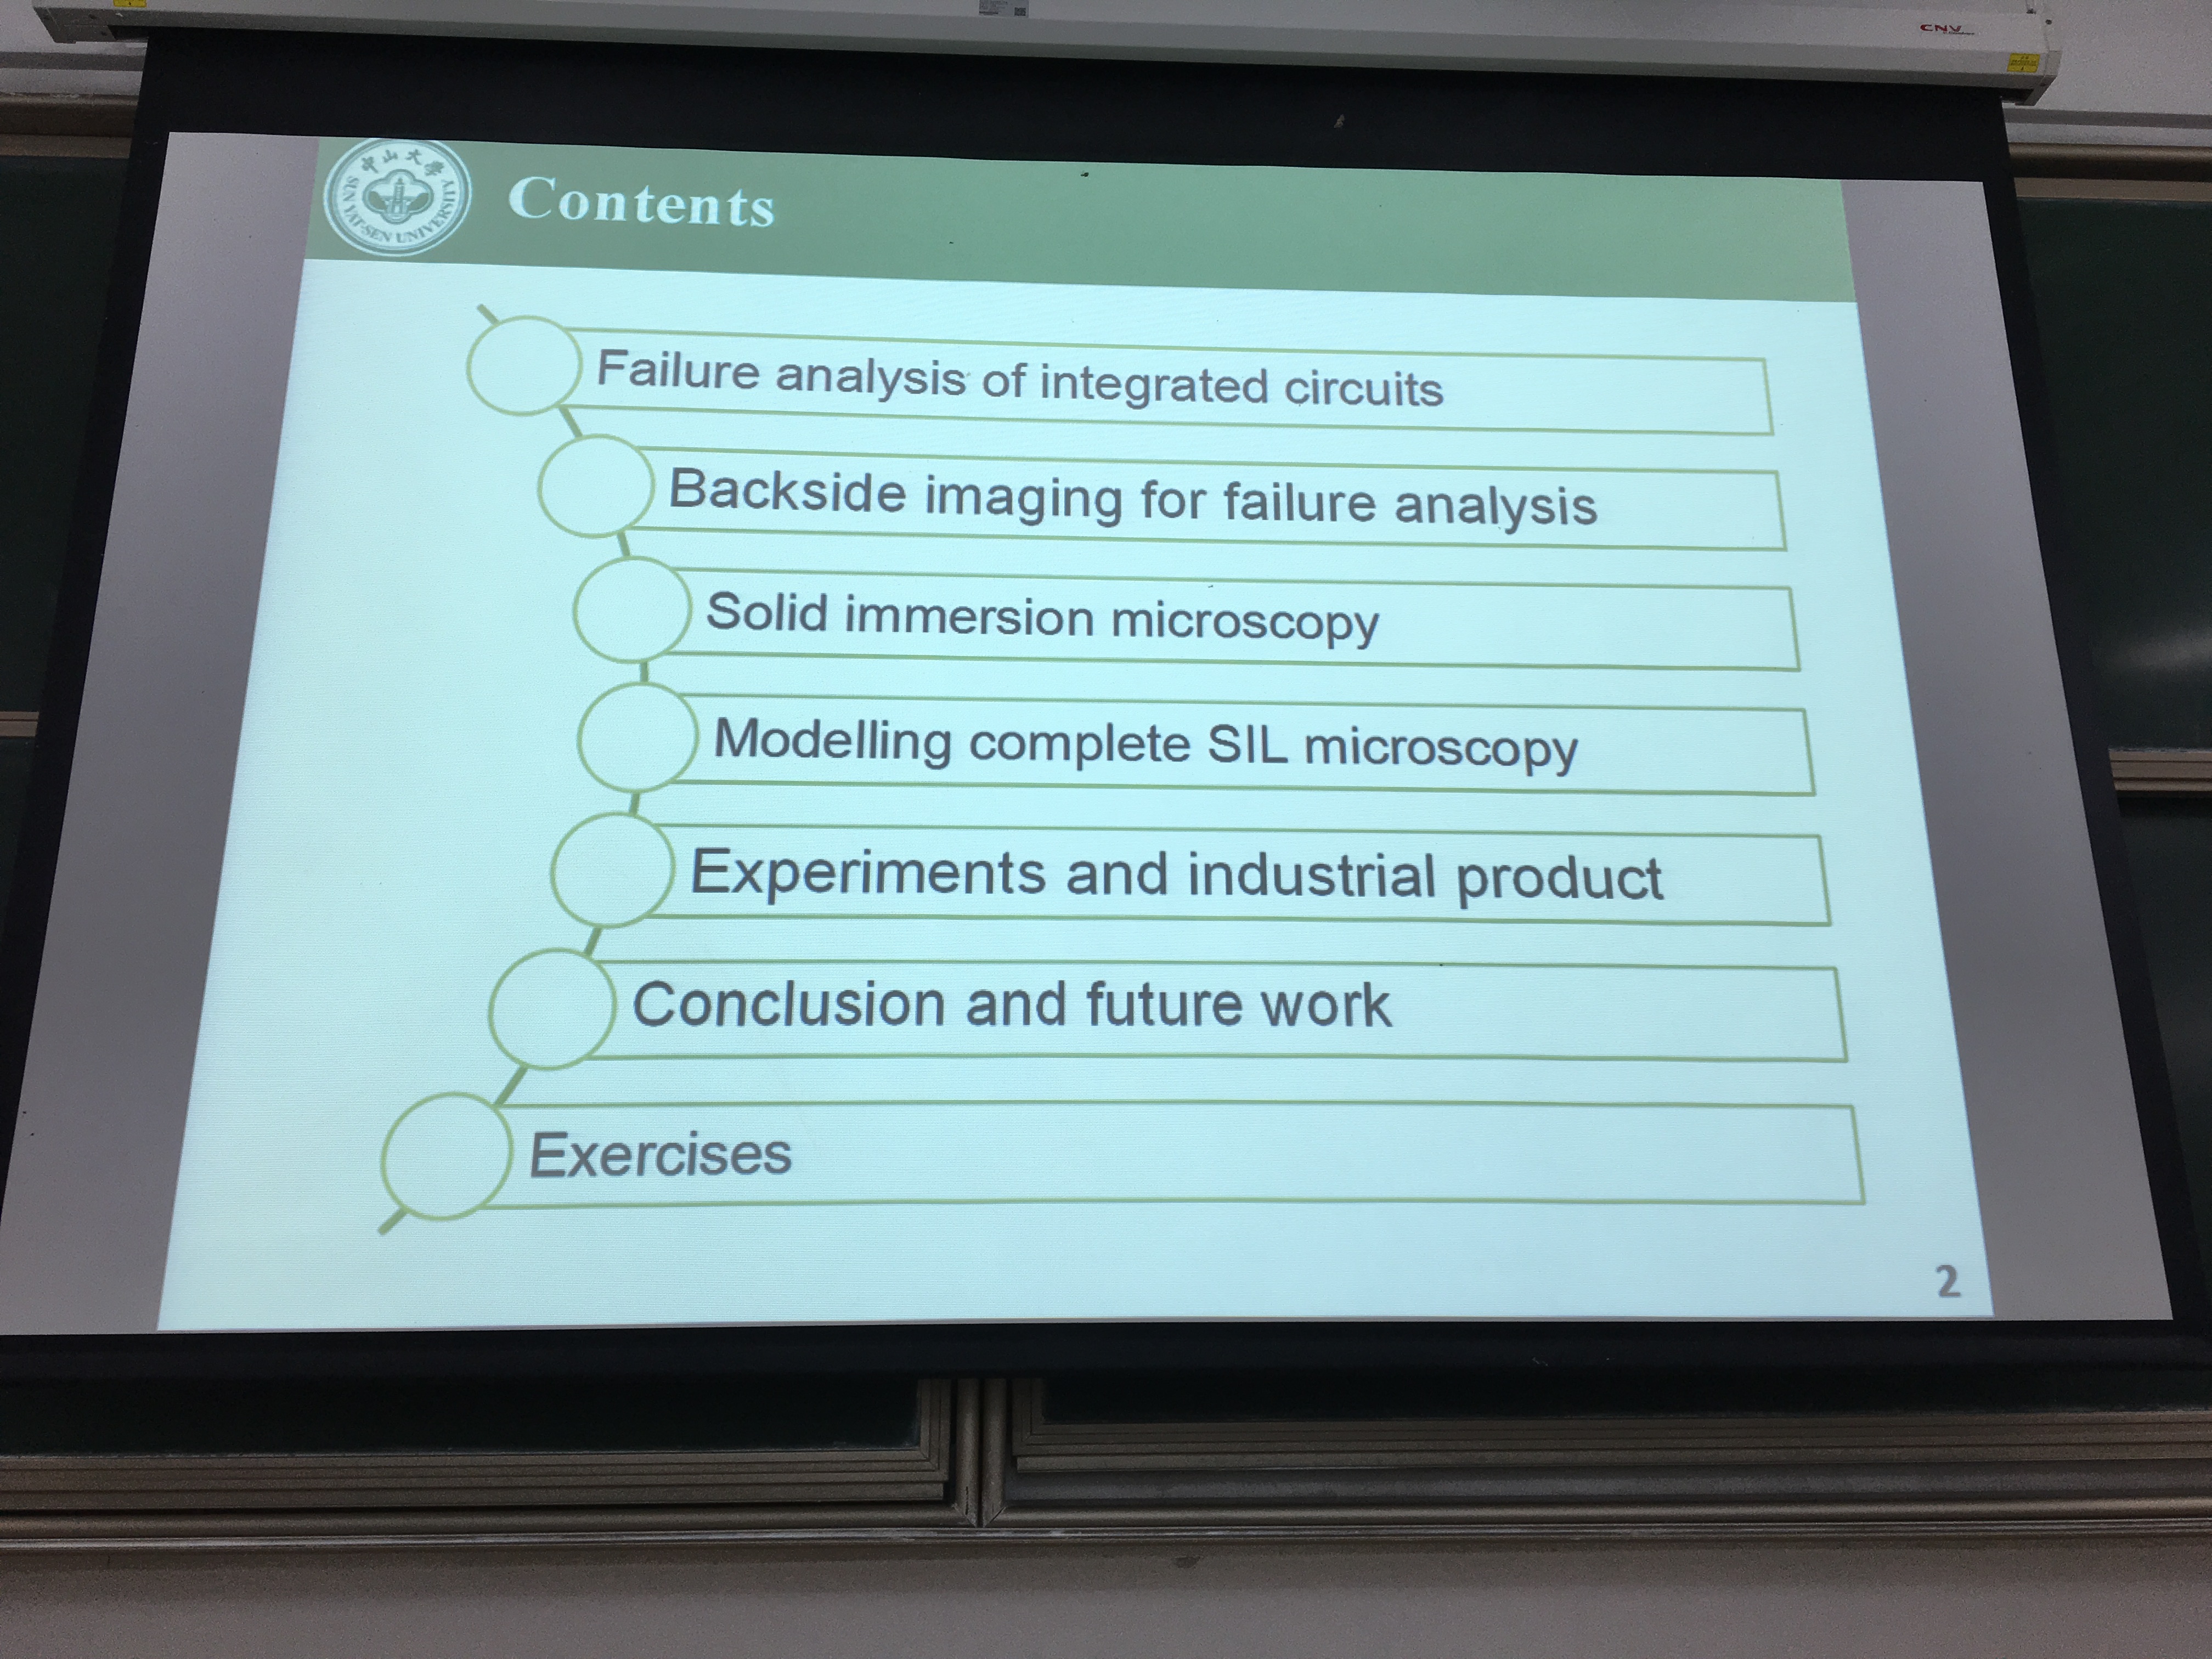 CNV
中山大學
SUN YAT-SEN UNIVERSITY
Contents
Failure analysis of integrated circuits
Backside imaging for failure analysis
Solid immersion microscopy
Modelling complete SIL microscopy
Experiments and industrial product
Conclusion and future work
Exercises
2